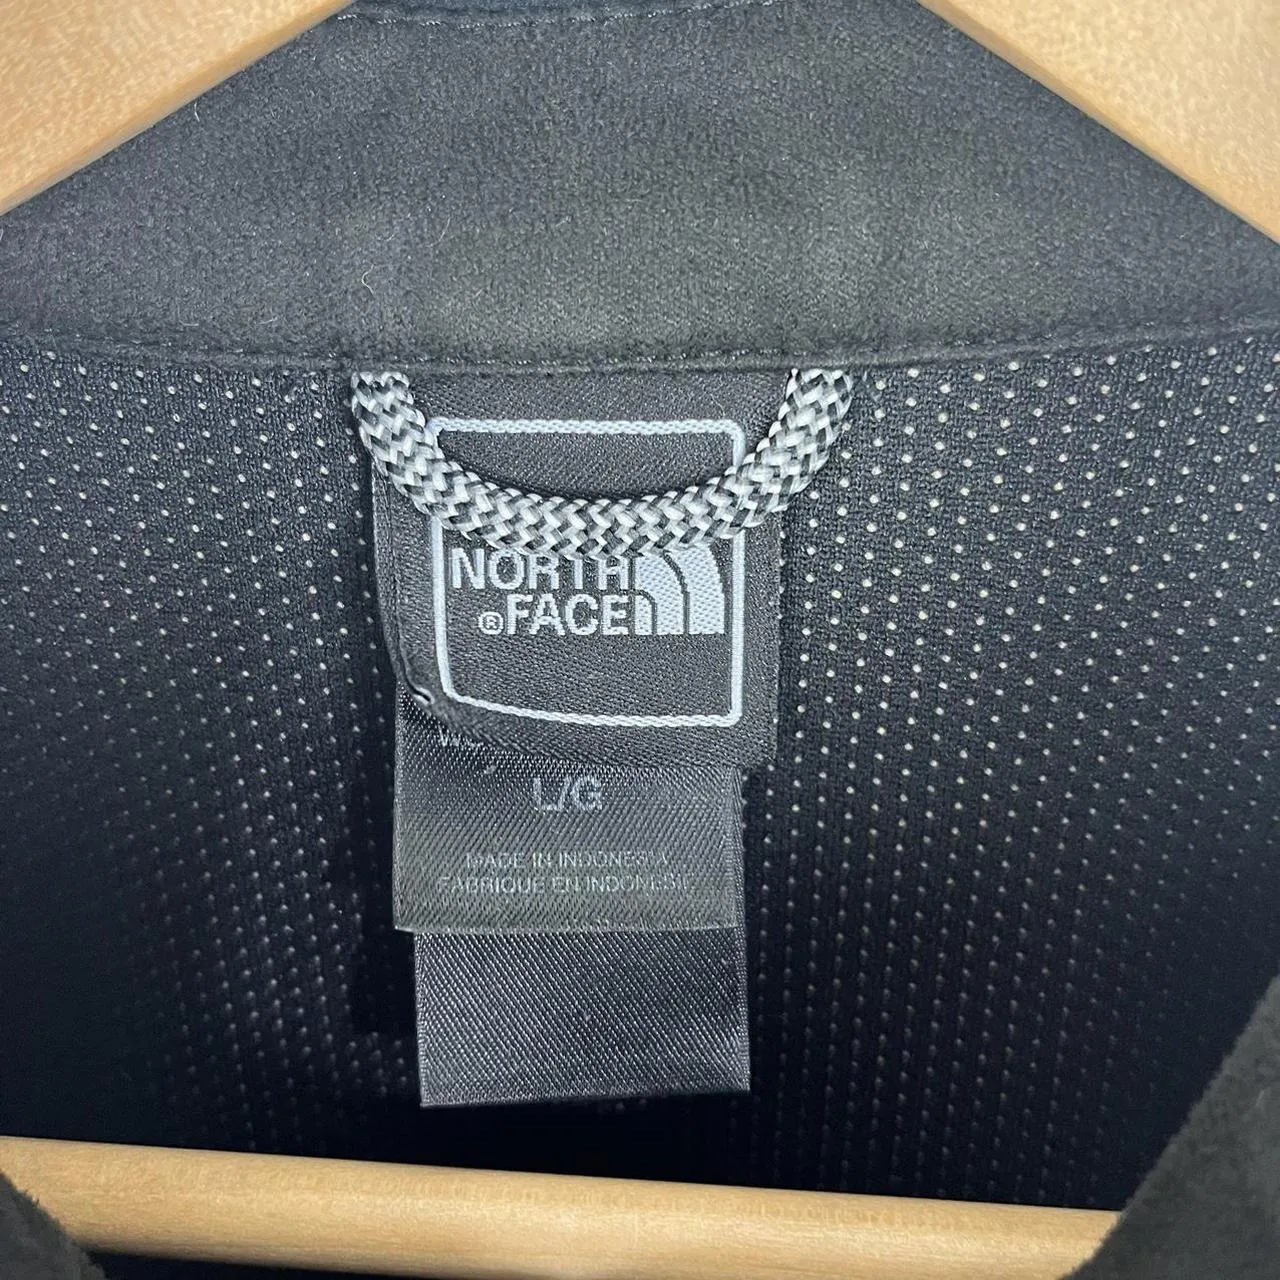 NORTH
®FACE
L/G
MADE IN INDONESIA
FABRIQUE EN INDONESIE